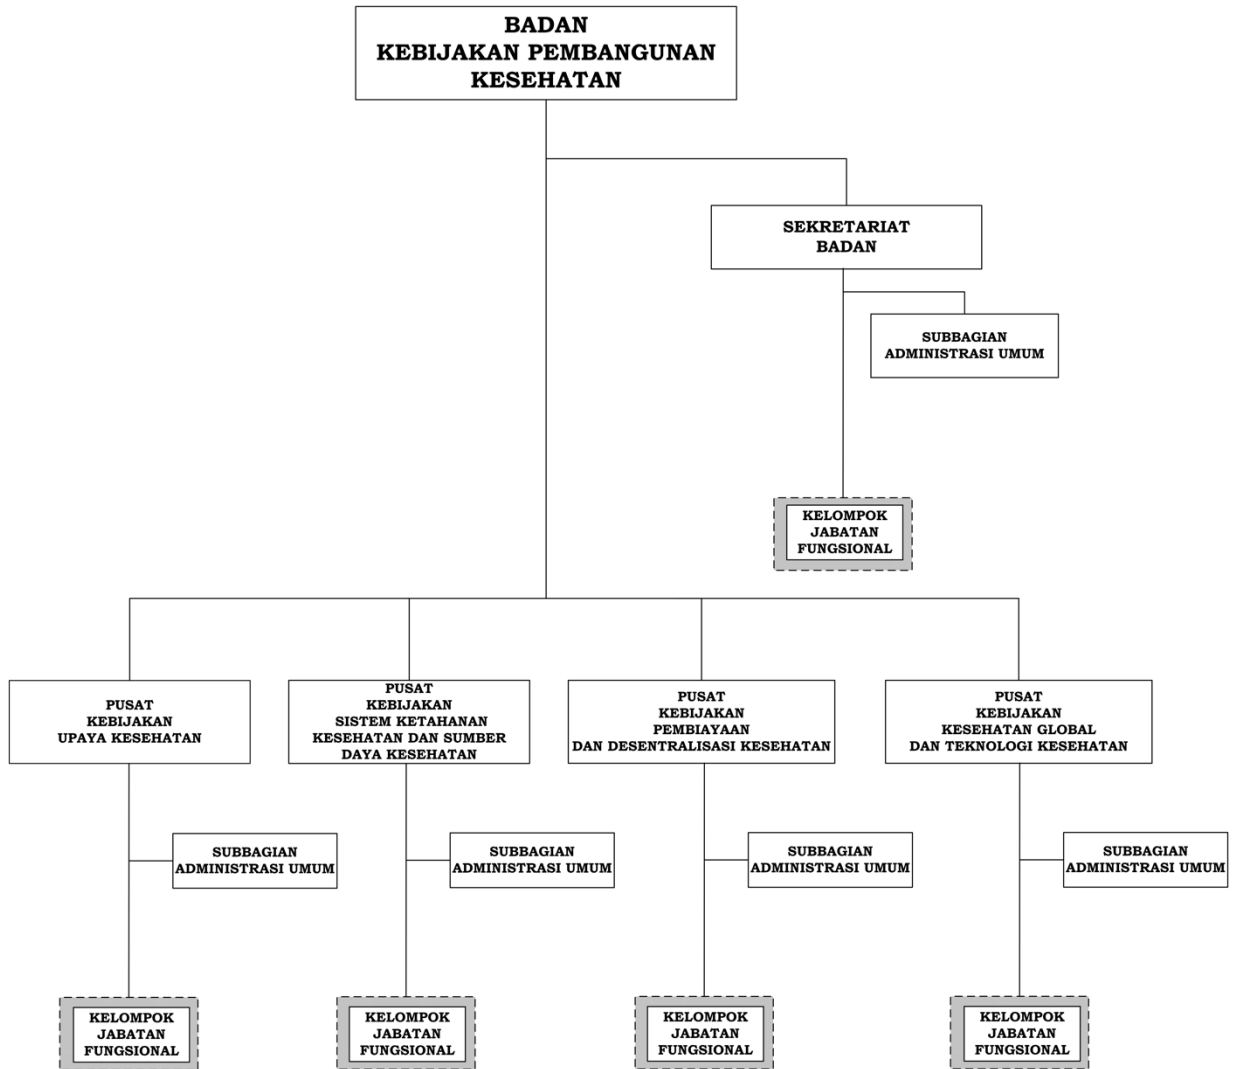 BADAN
KEBIJAKAN PEMBANGUNAN
KESEHATAN
SEKRETARIAT
BADAN
SUBBAGIAN
ADMINISTRASI UMUM
KELOMPOK
JABATAN
FUNGSIONAL
PUSAT
KEBIJAKAN
UPAYA KESEHATAN
PUSAT
KEBIJAKAN
SISTEM KETAHANAN
KESEHATAN DAN SUMBER
DAYA KESEHATAN
PUSAT
KEBIJAKAN
PEMBIAYAAN
DAN DESENTRALISASI KESEHATAN
PUSAT
KEBIJAKAN
KESEHATAN GLOBAL
DAN TEKNOLOGI KESEHATAN
SUBBAGIAN
ADMINISTRASI UMUM
SUBBAGIAN
ADMINISTRASI UMUM
SUBBAGIAN
ADMINISTRASI UMUM
SUBBAGIAN
ADMINISTRASI UMUM
KELOMPOK
JABATAN
FUNGSIONAL
KELOMPOK
JABATAN
FUNGSIONAL
KELOMPOK
JABATAN
FUNGSIONAL
KELOMPOK
JABATAN
FUNGSIONAL